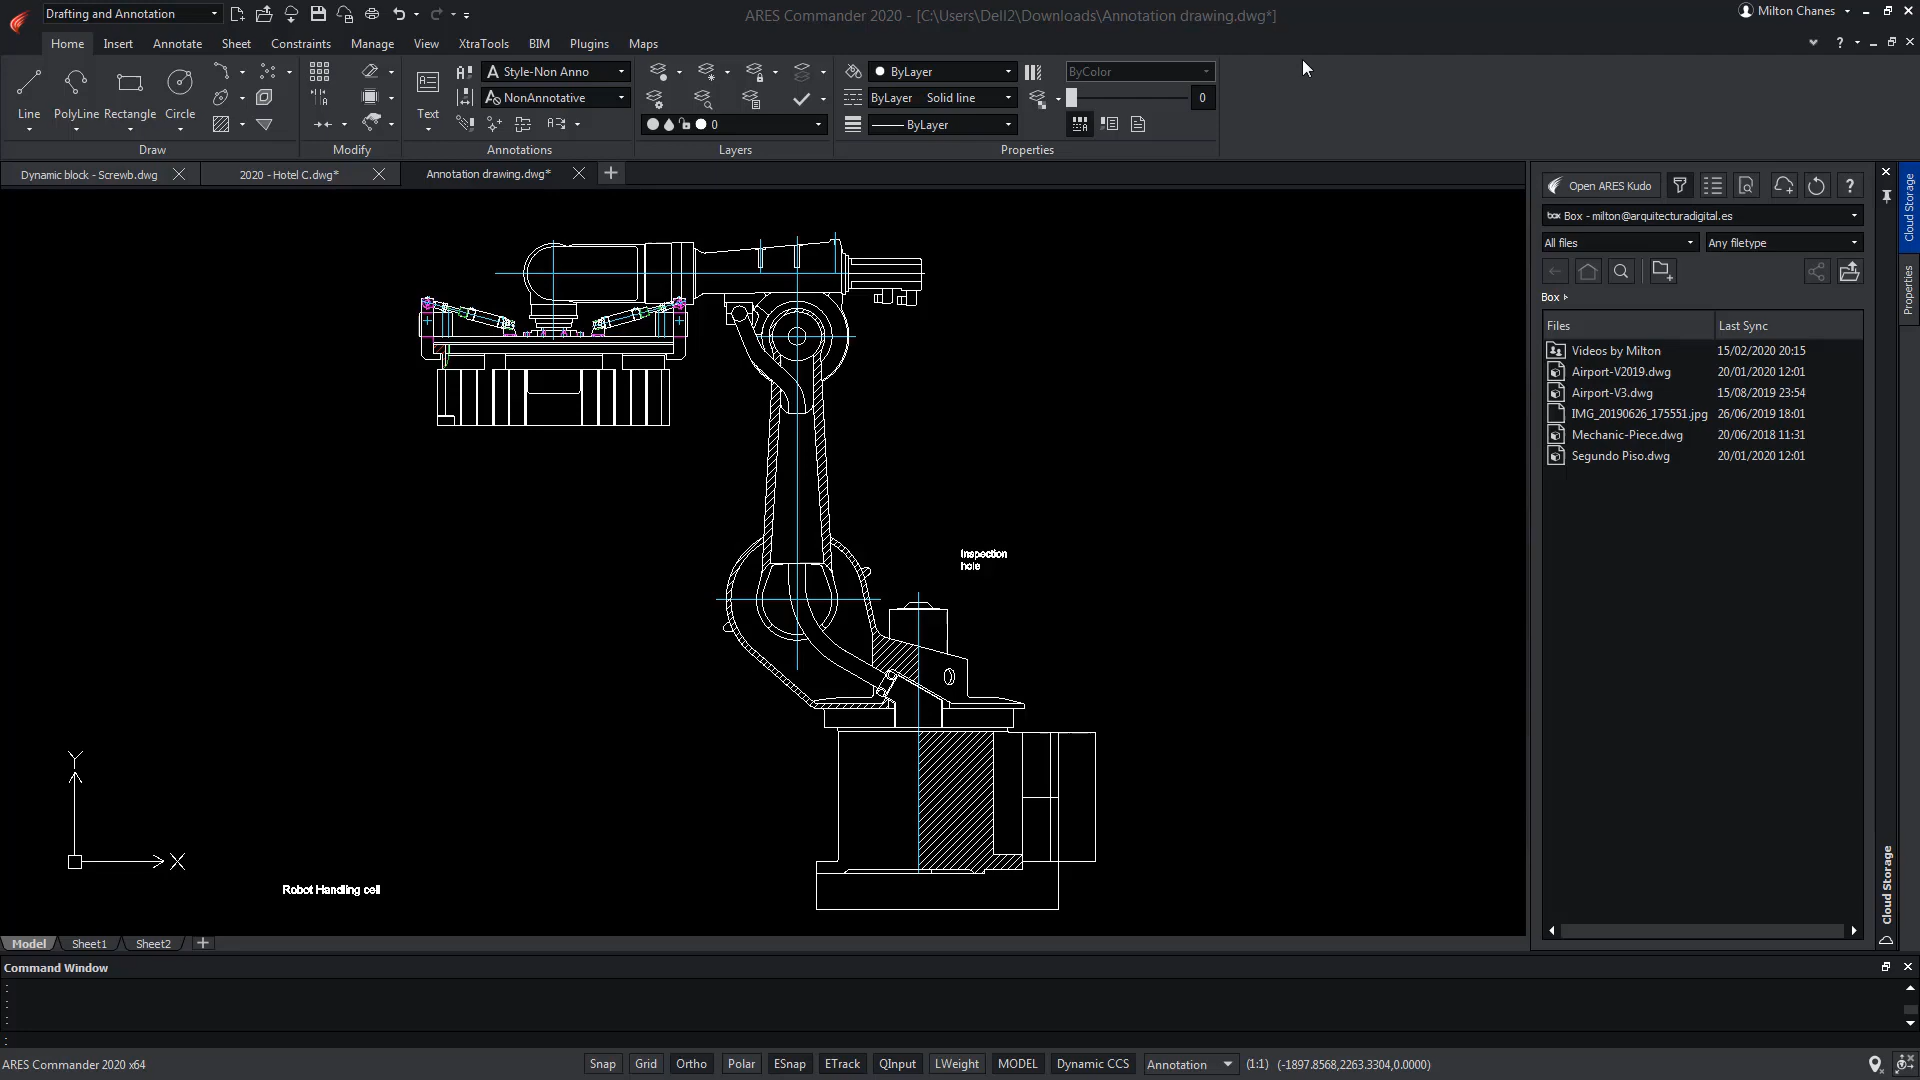 Drafting and Annotation
ARES Commander 2020 - [C:\Users\Dell2\Downloads\Annotation drawing.dwg*]
Milton Chanes
Home Insert Annotate Sheet Constraints Manage View XtraTools BIM Plugins Maps
?
A Style-Non Anno
ByLayer
ByColor
NonAnnotative
ByLayer Solid line
0
Line PolyLine Rectangle Circle
Text
0
ByLayer
Draw Modify Annotations Layers Properties
Dynamic block - Screwb.dwg
2020 - Hotel C.dwg*
Annotation drawing.dwg*
Open ARES Kudo
?
box Box - milton@arquitecturadigital.es
All files
Any filetype
Box
Files Last Sync
Videos by Milton 15/02/2020 20:15
Airport-V2019.dwg 20/01/2020 12:01
Airport-V3.dwg 15/08/2019 23:54
IMG_20190626_175551.jpg 26/06/2019 18:01
Mechanic-Piece.dwg 20/06/2018 11:31
Segundo Piso.dwg 20/01/2020 12:01
Cloud Storage
Properties
Cloud Storage
Inspection
hole
Y
X
Robot Handling cell
Model Sheet1 Sheet2
Command Window
:
:
:
:
ARES Commander 2020 x64
Snap Grid Ortho Polar ESnap ETrack QInput LWeight MODEL Dynamic CCS Annotation (1:1) (-1897.8568,2263.3304,0.0000)